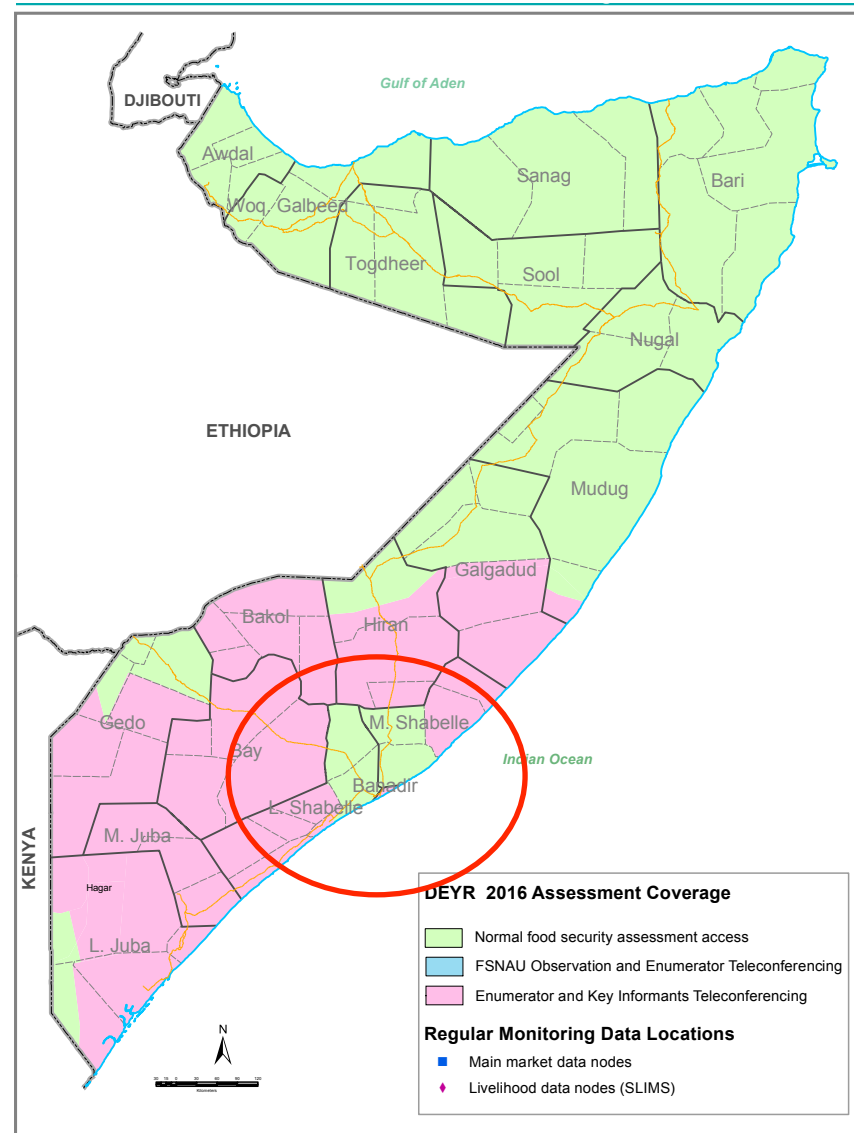 Gulf of Aden
DJIBOUTI
Awdal
Sanag
Bari
Woq. Galbeed
Togdheer
Sool
Nugal
ETHIOPIA
Mudug
Galgadud
Bakol
Hiran
Gedo
M. Shabelle
Bay
Indian Ocean
Banadir
L. Shabelle
M. Juba
KENYA
Hagar
L. Juba
N
DEYR 2016 Assessment Coverage
Normal food security assessment access
FSNAU Observation and Enumerator Teleconferencing
Enumerator and Key Informants Teleconferencing
Regular Monitoring Data Locations
Main market data nodes
Livelihood data nodes (SLIMS)
Kilometers